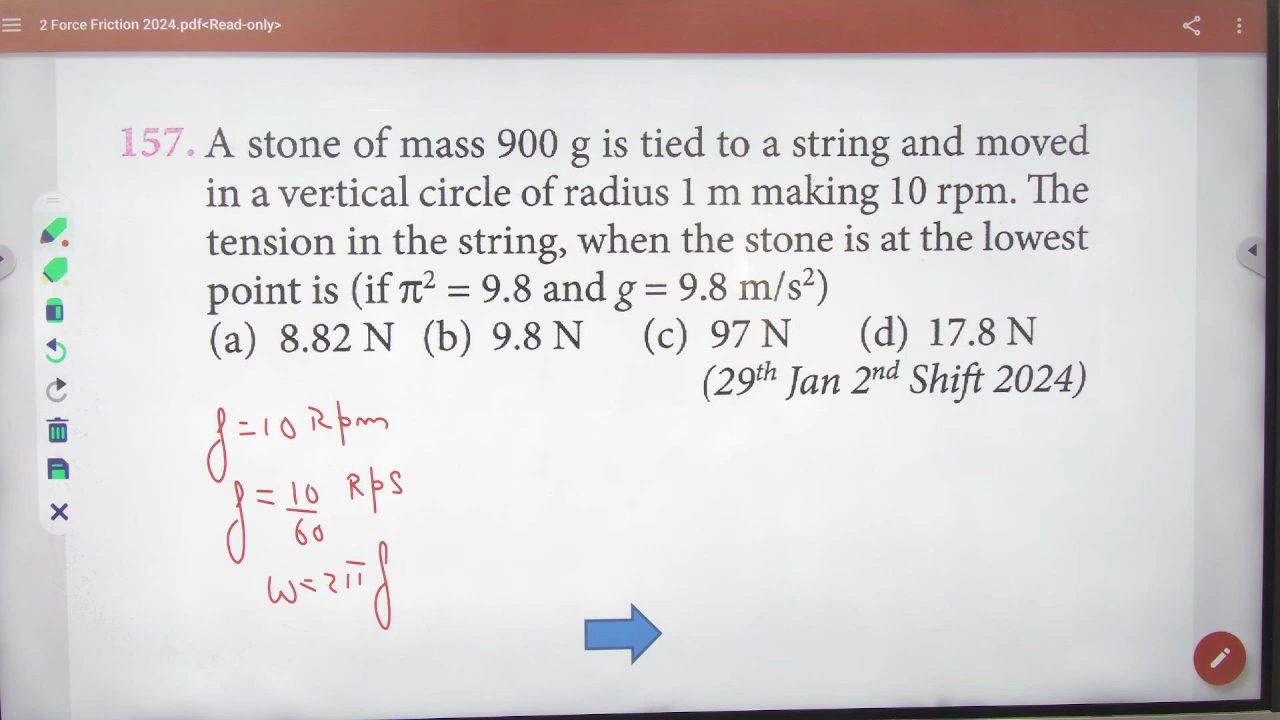 2 Force Friction 2024.pdf<Read-only>
157. A stone of mass 900 g is tied to a string and moved
in a vertical circle of radius 1 m making 10 rpm. The
tension in the string, when the stone is at the lowest
point is (if π² = 9.8 and g = 9.8 m/s²)
(a) 8.82 N (b) 9.8 N (c) 97 N (d) 17.8 N
(29th Jan 2nd Shift 2024)
f = 10 Rpm
f = 10/60 RpS
ω = 2πf